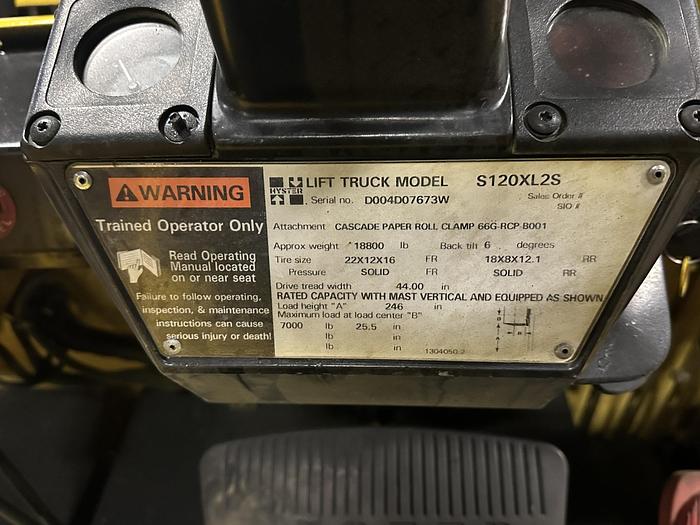 WARNING
Trained Operator Only
Read Operating
Manual located
on or near seat
Failure to follow operating,
inspection, & maintenance
instructions can cause
serious injury or death!
HYSTER
LIFT TRUCK MODEL S120XL2S
Serial no. D004D07673W Sales Order #
SIO #
Attachment CASCADE PAPER ROLL CLAMP 66G-RCP-B001
Approx weight 18800 lb Back tilt 6 degrees
Tire size 22X12X16 FR 18X8X12.1 RR
Pressure SOLID FR SOLID RR
Drive tread width 44.00 in
RATED CAPACITY WITH MAST VERTICAL AND EQUIPPED AS SHOWN
Load height "A" 246 in
Maximum load at load center "B"
7000 lb 25.5 in
lb in
lb in
1304050-2
B
A